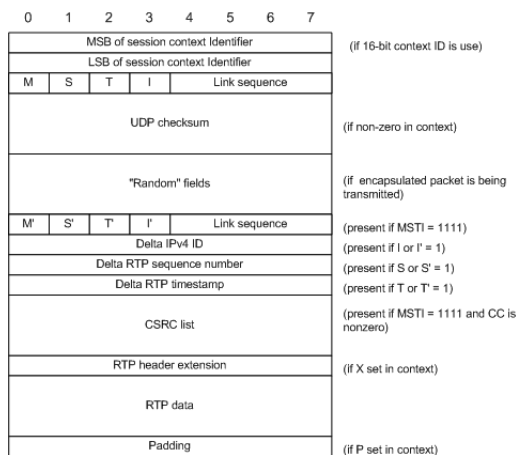 0 1 2 3 4 5 6 7
MSB of session context Identifier (if 16-bit context ID is use)
LSB of session context Identifier
M S T I Link sequence
UDP checksum (if non-zero in context)
"Random" fields (if encapsulated packet is being
transmitted)
M' S' T' I' Link sequence (present if MSTI = 1111)
Delta IPv4 ID (present if I or I' = 1)
Delta RTP sequence number (present if S or S' = 1)
Delta RTP timestamp (present if T or T' = 1)
CSRC list (present if MSTI = 1111 and CC is
nonzero)
RTP header extension (if X set in context)
RTP data
Padding (if P set in context)